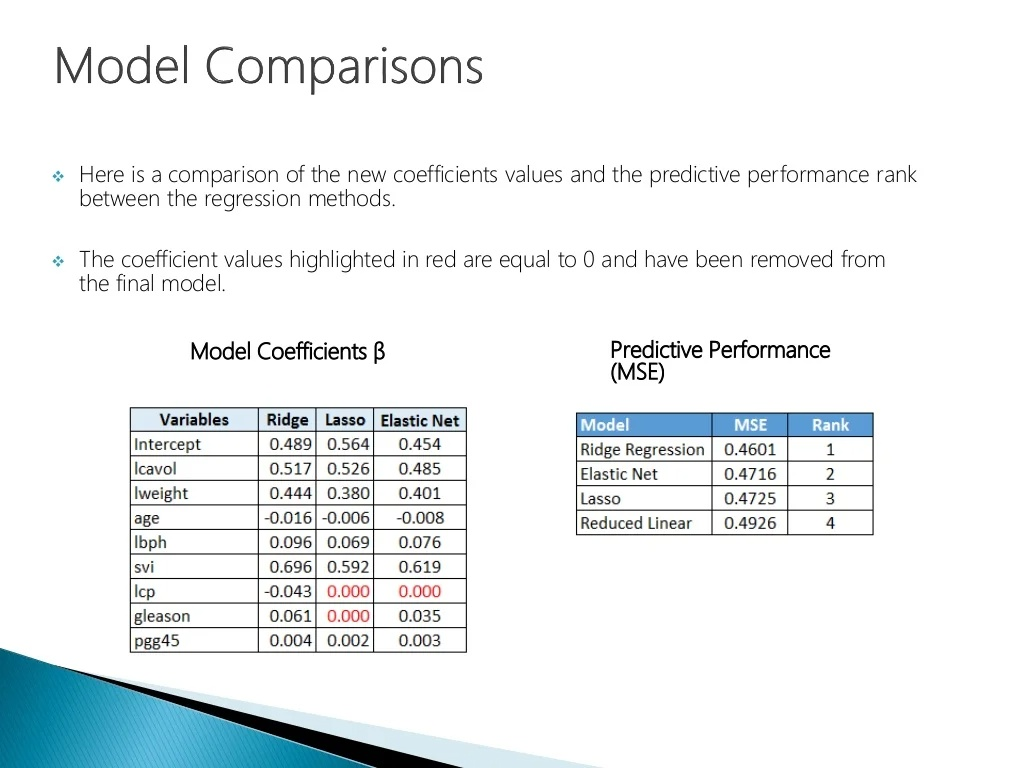 Model Comparisons
Here is a comparison of the new coefficients values and the predictive performance rank
between the regression methods.
The coefficient values highlighted in red are equal to 0 and have been removed from
the final model.
Model Coefficients β
Variables Ridge Lasso Elastic Net
Intercept 0.489 0.564 0.454
lcavol 0.517 0.526 0.485
lweight 0.444 0.380 0.401
age -0.016 -0.006 -0.008
lbph 0.096 0.069 0.076
svi 0.696 0.592 0.619
lcp -0.043 0.000 0.000
gleason 0.061 0.000 0.035
pgg45 0.004 0.002 0.003
Predictive Performance
(MSE)
Model MSE Rank
Ridge Regression 0.4601 1
Elastic Net 0.4716 2
Lasso 0.4725 3
Reduced Linear 0.4926 4